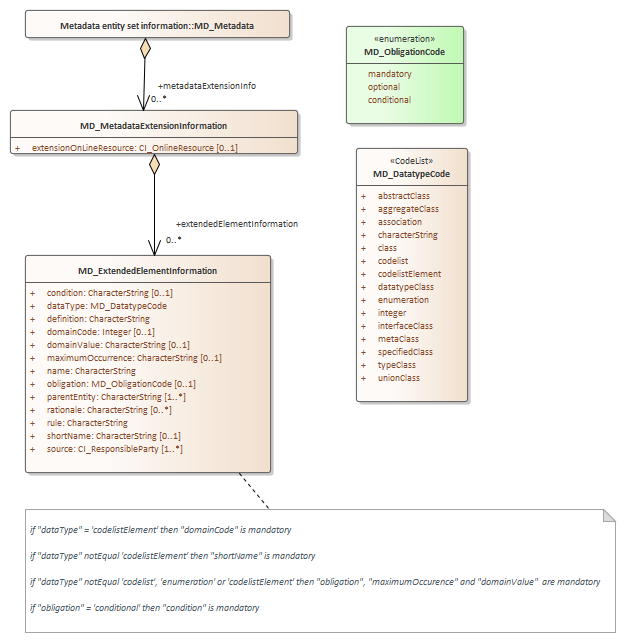 Metadata entity set information::MD_Metadata
+metadataExtensionInfo
0..*
MD_MetadataExtensionInformation
+ extensionOnLineResource: CI_OnlineResource [0..1]
+extendedElementInformation
0..*
MD_ExtendedElementInformation
+ condition: CharacterString [0..1]
+ dataType: MD_DatatypeCode
+ definition: CharacterString
+ domainCode: Integer [0..1]
+ domainValue: CharacterString [0..1]
+ maximumOccurrence: CharacterString [0..1]
+ name: CharacterString
+ obligation: MD_ObligationCode [0..1]
+ parentEntity: CharacterString [1..*]
+ rationale: CharacterString [0..*]
+ rule: CharacterString
+ shortName: CharacterString [0..1]
+ source: CI_ResponsibleParty [1..*]
«enumeration»
MD_ObligationCode
mandatory
optional
conditional
«CodeList»
MD_DatatypeCode
+ abstractClass
+ aggregateClass
+ association
+ characterString
+ class
+ codelist
+ codelistElement
+ datatypeClass
+ enumeration
+ integer
+ interfaceClass
+ metaClass
+ specifiedClass
+ typeClass
+ unionClass
if "dataType" = 'codelistElement' then "domainCode" is mandatory
if "dataType" notEqual 'codelistElement' then "shortName" is mandatory
if "dataType" notEqual 'codelist', 'enumeration' or 'codelistElement' then "obligation", "maximumOccurence" and "domainValue" are mandatory
if "obligation" = 'conditional' then "condition" is mandatory